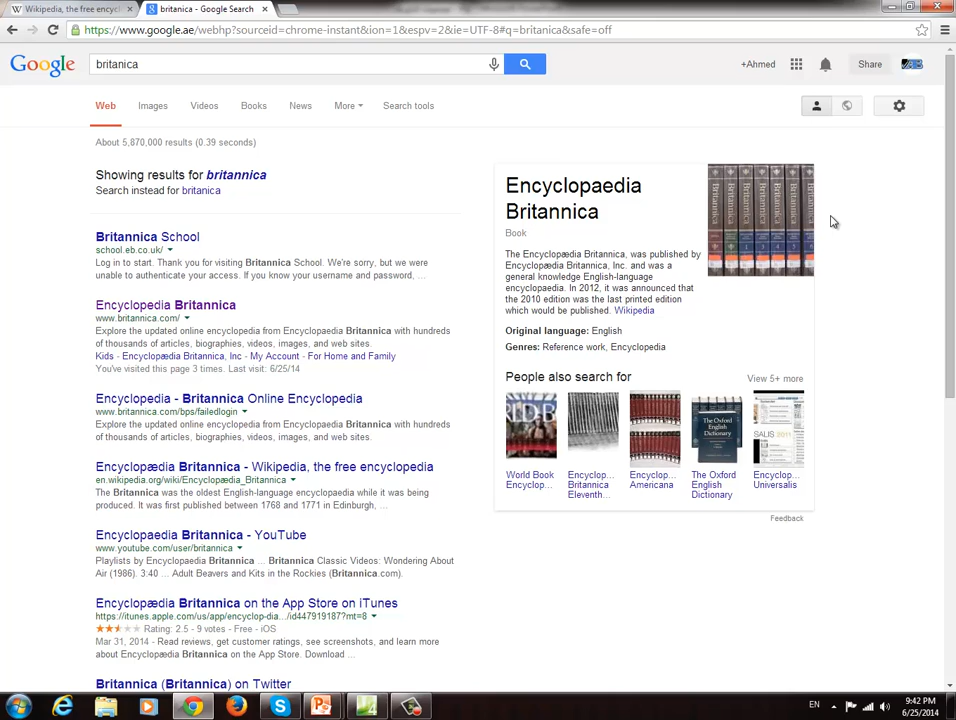 Wikipedia, the free encycl
britanica - Google Search
https://www.google.ae/webhp?sourceid=chrome-instant&ion=1&espv=2&ie=UTF-8#q=britanica&safe=off
Google
britanica
+Ahmed
Share
Web
Images
Videos
Books
News
More
Search tools
About 5,870,000 results (0.39 seconds)
Showing results for britannica
Search instead for britanica
Britannica School
school.eb.co.uk/
Log in to start. Thank you for visiting Britannica School. We're sorry, but we were
unable to authenticate your access. If you know your username and password, ...
Encyclopedia Britannica
www.britannica.com/
Explore the updated online encyclopedia from Encyclopaedia Britannica with hundreds
of thousands of articles, biographies, videos, images, and web sites.
Kids - Encyclopædia Britannica, Inc - My Account - For Home and Family
You've visited this page 3 times. Last visit: 6/25/14
Encyclopedia - Britannica Online Encyclopedia
www.britannica.com/bps/failedlogin
Explore the updated online encyclopedia from Encyclopaedia Britannica with hundreds
of thousands of articles, biographies, videos, images, and web sites.
Encyclopædia Britannica - Wikipedia, the free encyclopedia
en.wikipedia.org/wiki/Encyclopædia_Britannica
The Britannica was the oldest English-language encyclopaedia while it was being
produced. It was first published between 1768 and 1771 in Edinburgh, ...
Encyclopaedia Britannica - YouTube
www.youtube.com/user/britannica
Playlists by Encyclopaedia Britannica ... Britannica Classic Videos: Wondering About
Air (1986). 3:40 ... Adult Beavers and Kits in the Rockies (Britannica.com).
Encyclopædia Britannica on the App Store on iTunes
https://itunes.apple.com/us/app/encyclop-dia.../id447919187?mt=8
Rating: 2.5 - 9 votes - Free - iOS
Mar 31, 2014 - Read reviews, get customer ratings, see screenshots, and learn more
about Encyclopædia Britannica on the App Store. Download ...
Britannica (Britannica) on Twitter
Encyclopaedia
Britannica
Book
The Encyclopædia Britannica, was published by
Encyclopædia Britannica, Inc. and was a
general knowledge English-language
encyclopaedia. In 2012, it was announced that
the 2010 edition was the last printed edition
which would be published. Wikipedia
Original language: English
Genres: Reference work, Encyclopedia
People also search for
View 5+ more
World Book
Encyclop...
Encyclop...
Britannica
Eleventh...
Encyclop...
Americana
The Oxford
English
Dictionary
Encyclop...
Universalis
Feedback
EN
9:42 PM
6/25/2014